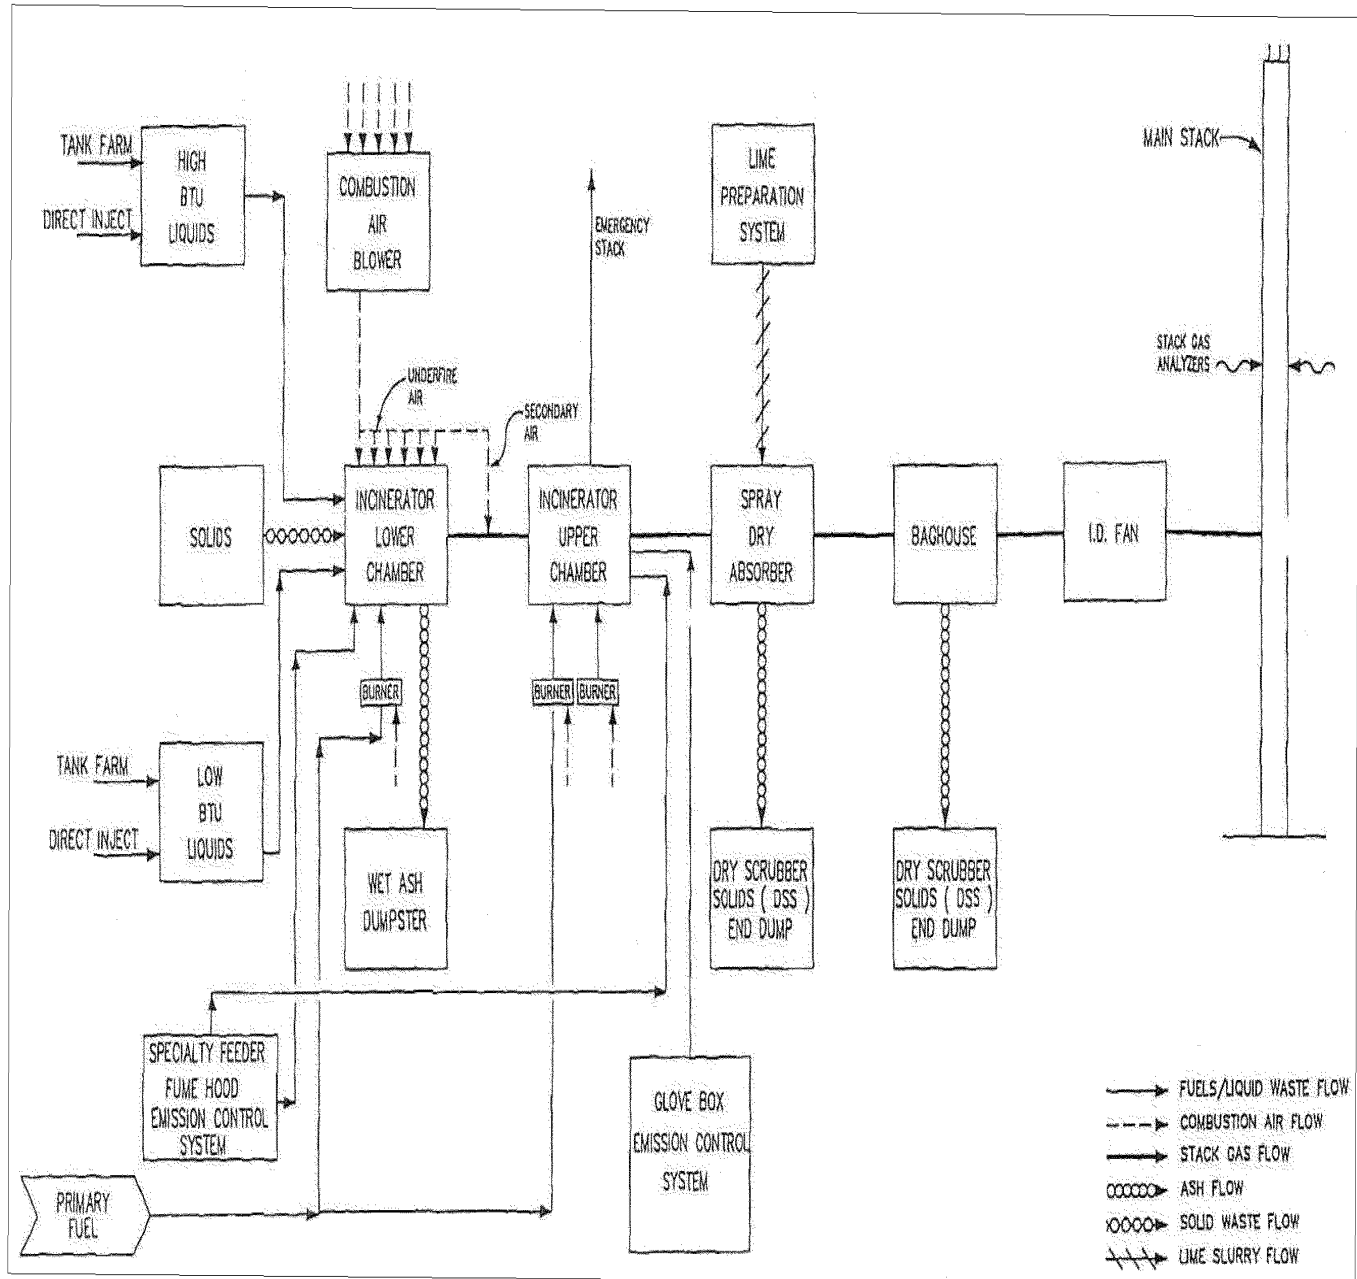 TANK FARM
DIRECT INJECT
HIGH
BTU
LIQUIDS
COMBUSTION
AIR
BLOWER
EMERGENCY
STACK
LIME
PREPARATION
SYSTEM
MAIN STACK
STACK GAS
ANALYZERS
UNDERFIRE
AIR
SECONDARY
AIR
SOLIDS
INCINERATOR
LOWER
CHAMBER
INCINERATOR
UPPER
CHAMBER
SPRAY
DRY
ABSORBER
BAGHOUSE
I.D. FAN
BURNER
BURNER
BURNER
TANK FARM
DIRECT INJECT
LOW
BTU
LIQUIDS
WET ASH
DUMPSTER
DRY SCRUBBER
SOLIDS ( DSS )
END DUMP
DRY SCRUBBER
SOLIDS ( DSS )
END DUMP
SPECIALTY FEEDER
FUME HOOD
EMISSION CONTROL
SYSTEM
GLOVE BOX
EMISSION CONTROL
SYSTEM
PRIMARY
FUEL
FUELS/LIQUID WASTE FLOW
COMBUSTION AIR FLOW
STACK GAS FLOW
ASH FLOW
SOLID WASTE FLOW
LIME SLURRY FLOW